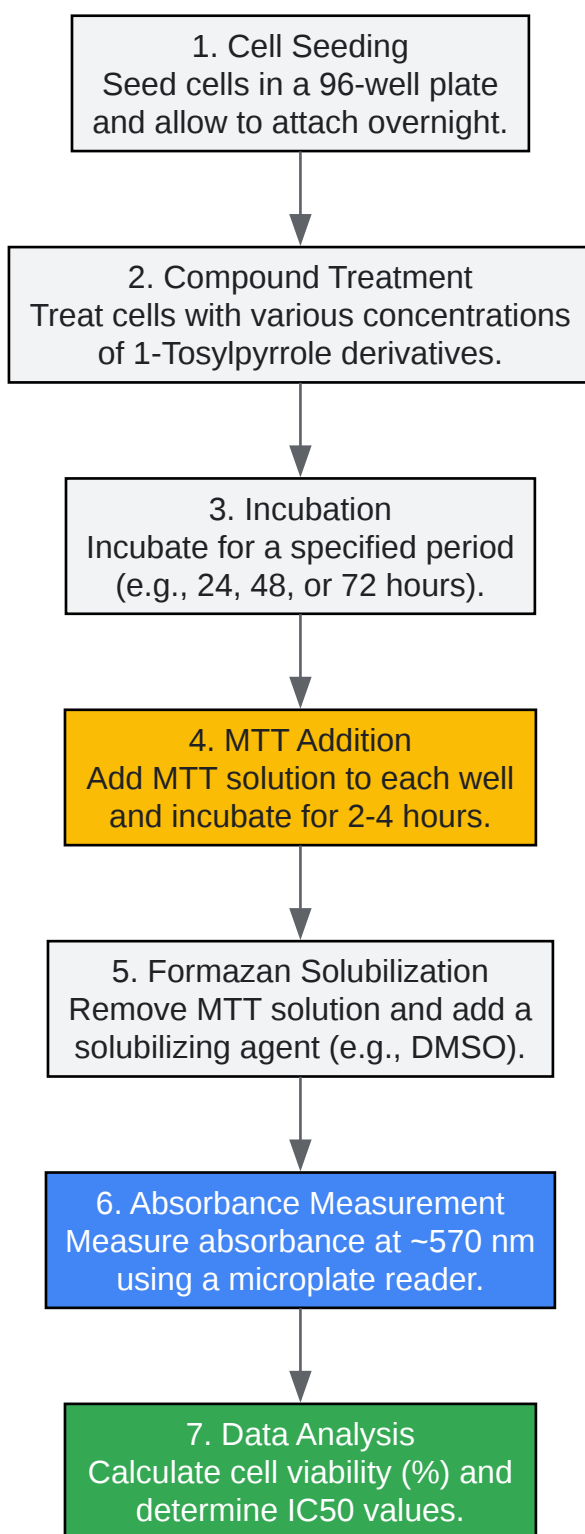 1. Cell Seeding
Seed cells in a 96-well plate
and allow to attach overnight.
2. Compound Treatment
Treat cells with various concentrations
of 1-Tosylpyrrole derivatives.
3. Incubation
Incubate for a specified period
(e.g., 24, 48, or 72 hours).
4. MTT Addition
Add MTT solution to each well
and incubate for 2-4 hours.
5. Formazan Solubilization
Remove MTT solution and add a
solubilizing agent (e.g., DMSO).
6. Absorbance Measurement
Measure absorbance at ~570 nm
using a microplate reader.
7. Data Analysis
Calculate cell viability (%) and
determine IC50 values.